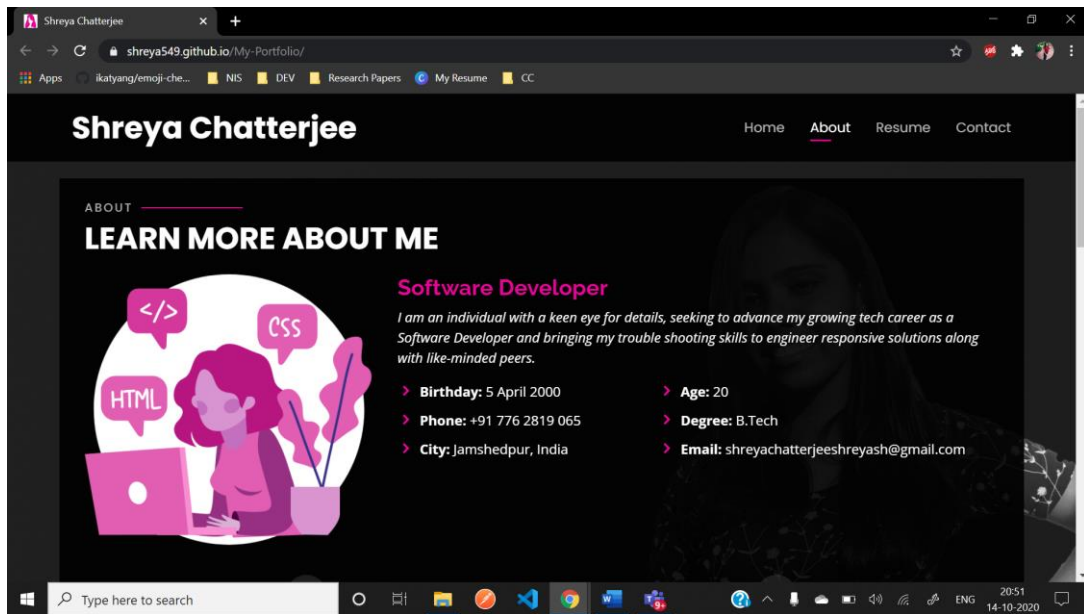 Shreya Chatterjee
shreya549.github.io/My-Portfolio/
Apps ikatyang/emoji-che... NIS DEV Research Papers My Resume CC
Shreya Chatterjee Home About Resume Contact
ABOUT
LEARN MORE ABOUT ME
</>
CSS
HTML
Software Developer
I am an individual with a keen eye for details, seeking to advance my growing tech career as a
Software Developer and bringing my trouble shooting skills to engineer responsive solutions along
with like-minded peers.
Birthday: 5 April 2000 Age: 20
Phone: +91 776 2819 065 Degree: B.Tech
City: Jamshedpur, India Email: shreyachatterjeeshreyash@gmail.com
Type here to search ENG 20:51
14-10-2020